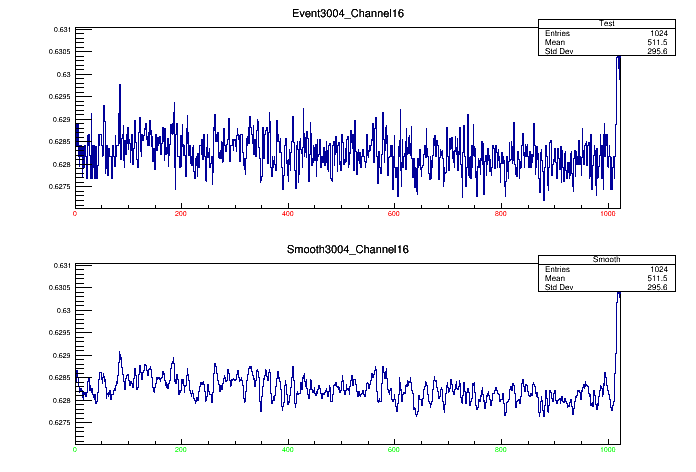 Event3004_Channel16
Test
Entries 1024
Mean 511.5
Std Dev 295.6
0.631
0.6305
0.63
0.6295
0.629
0.6285
0.628
0.6275
0 200 400 600 800 1000
Smooth3004_Channel16
Smooth
Entries 1024
Mean 511.5
Std Dev 295.6
0.631
0.6305
0.63
0.6295
0.629
0.6285
0.628
0.6275
0 200 400 600 800 1000